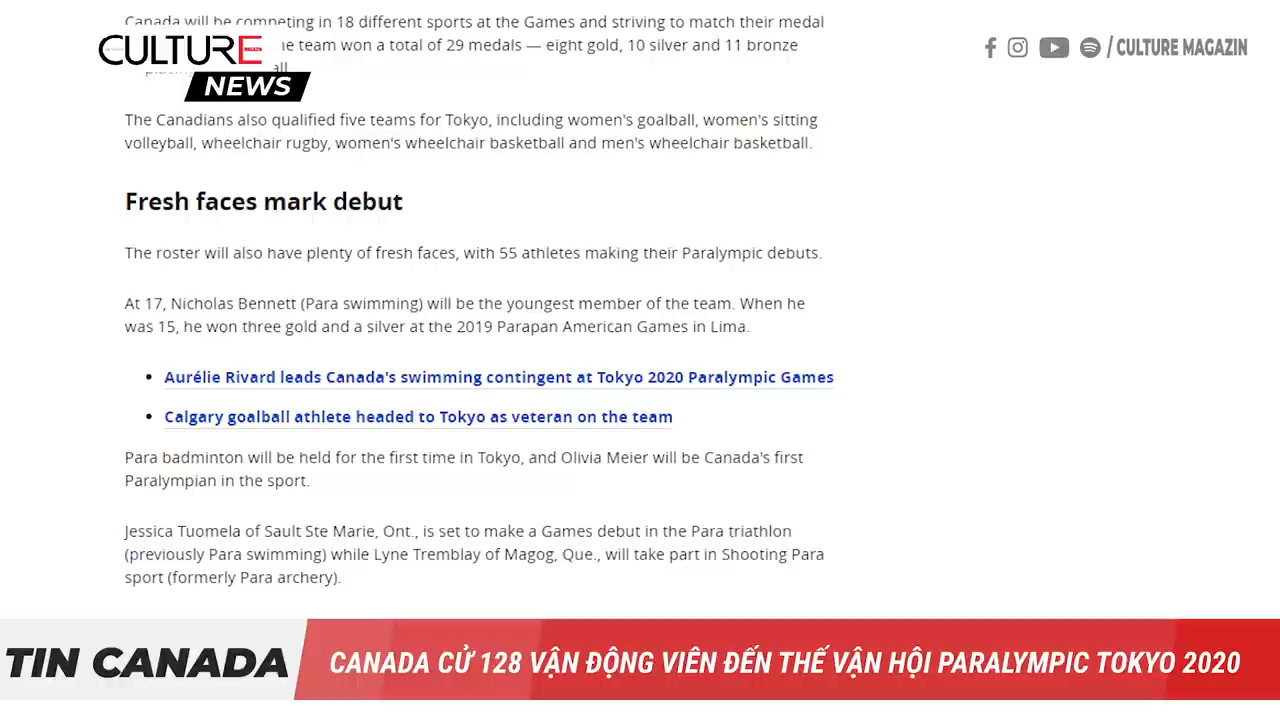 Canada will be competing in 18 different sports at the Games and striving to match their medal
CULTURE
NEWS
/ CULTURE MAGAZIN
team won a total of 29 medals — eight gold, 10 silver and 11 bronze
The Canadians also qualified five teams for Tokyo, including women's goalball, women's sitting
volleyball, wheelchair rugby, women's wheelchair basketball and men's wheelchair basketball.
Fresh faces mark debut
The roster will also have plenty of fresh faces, with 55 athletes making their Paralympic debuts.
At 17, Nicholas Bennett (Para swimming) will be the youngest member of the team. When he
was 15, he won three gold and a silver at the 2019 Parapan American Games in Lima.
• Aurélie Rivard leads Canada's swimming contingent at Tokyo 2020 Paralympic Games
• Calgary goalball athlete headed to Tokyo as veteran on the team
Para badminton will be held for the first time in Tokyo, and Olivia Meier will be Canada's first
Paralympian in the sport.
Jessica Tuomela of Sault Ste Marie, Ont., is set to make a Games debut in the Para triathlon
(previously Para swimming) while Lyne Tremblay of Magog, Que., will take part in Shooting Para
sport (formerly Para archery).
TIN CANADA
CANADA CỬ 128 VẬN ĐỘNG VIÊN ĐẾN THẾ VẬN HỘI PARALYMPIC TOKYO 2020